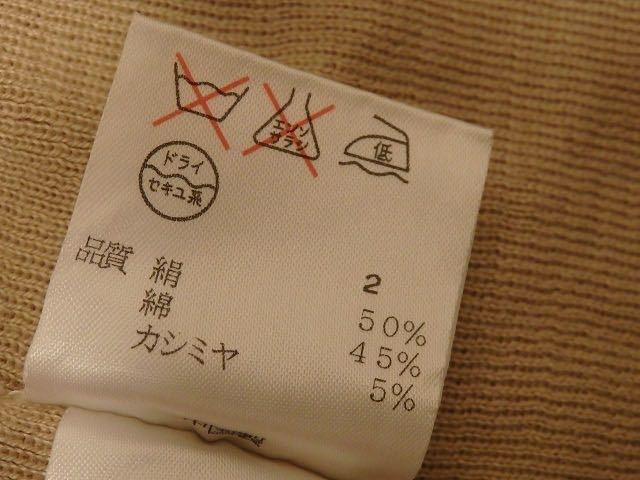 エンソ
サラシ
低
ドライ
セキユ系
2
品質 絹 50%
綿 45%
カシミヤ 5%